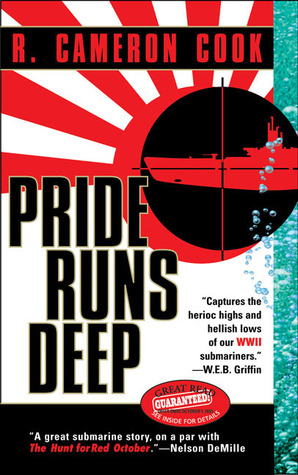 R. CAMERON COOK
PRIDE
RUNS
DEEP
"Captures the
herioc highs and
hellish lows
of our WWII
submariners."
—W.E.B. Griffin
GREAT READ
GUARANTEED!
SEE INSIDE FOR DETAILS
"A great submarine story, on a par with
The Hunt for Red October."—Nelson DeMille